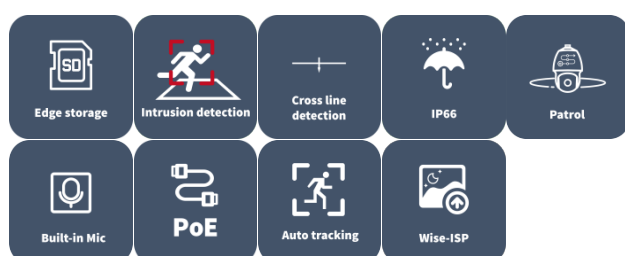 SD
Edge storage
Intrusion detection
Cross line
detection
IP66
Patrol
Built-in Mic
PoE
Auto tracking
Wise-ISP